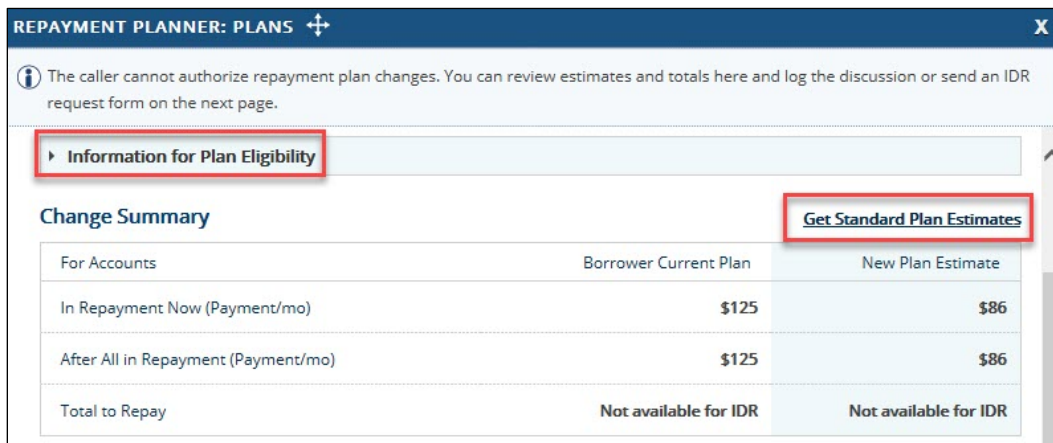 REPAYMENT PLANNER: PLANS X
The caller cannot authorize repayment plan changes. You can review estimates and totals here and log the discussion or send an IDR
request form on the next page.
Information for Plan Eligibility
Change Summary Get Standard Plan Estimates
For Accounts Borrower Current Plan New Plan Estimate
In Repayment Now (Payment/mo) $125 $86
After All in Repayment (Payment/mo) $125 $86
Total to Repay Not available for IDR Not available for IDR